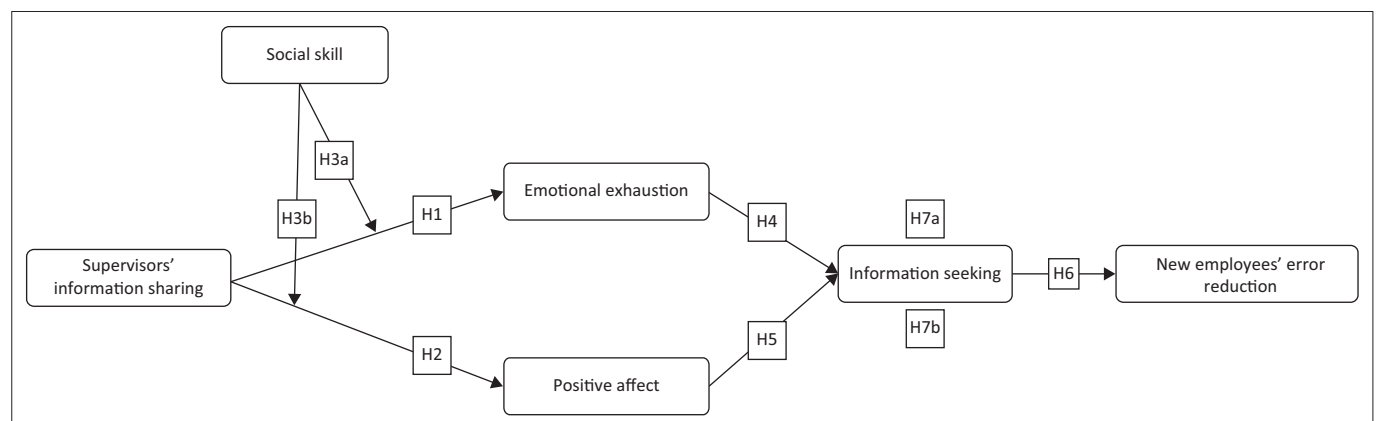 Social skill
H3a
H3b
H1
Emotional exhaustion
H4
H7a
Supervisors’
information sharing
Information seeking
H6
New employees’ error
reduction
H7b
H2
H5
Positive affect